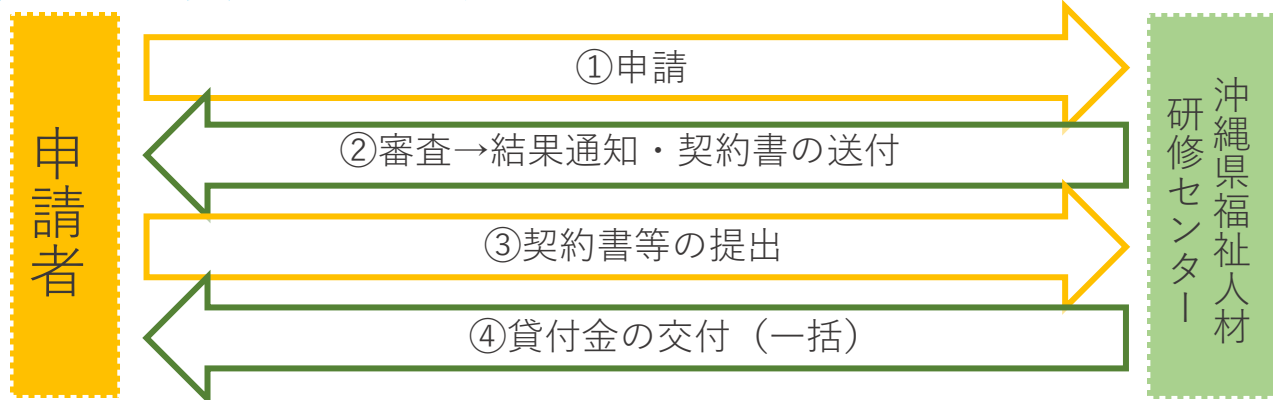 申請者
①申請
②審査→結果通知・契約書の送付
③契約書等の提出
④貸付金の交付（一括）
沖縄県福祉人材
研修センター